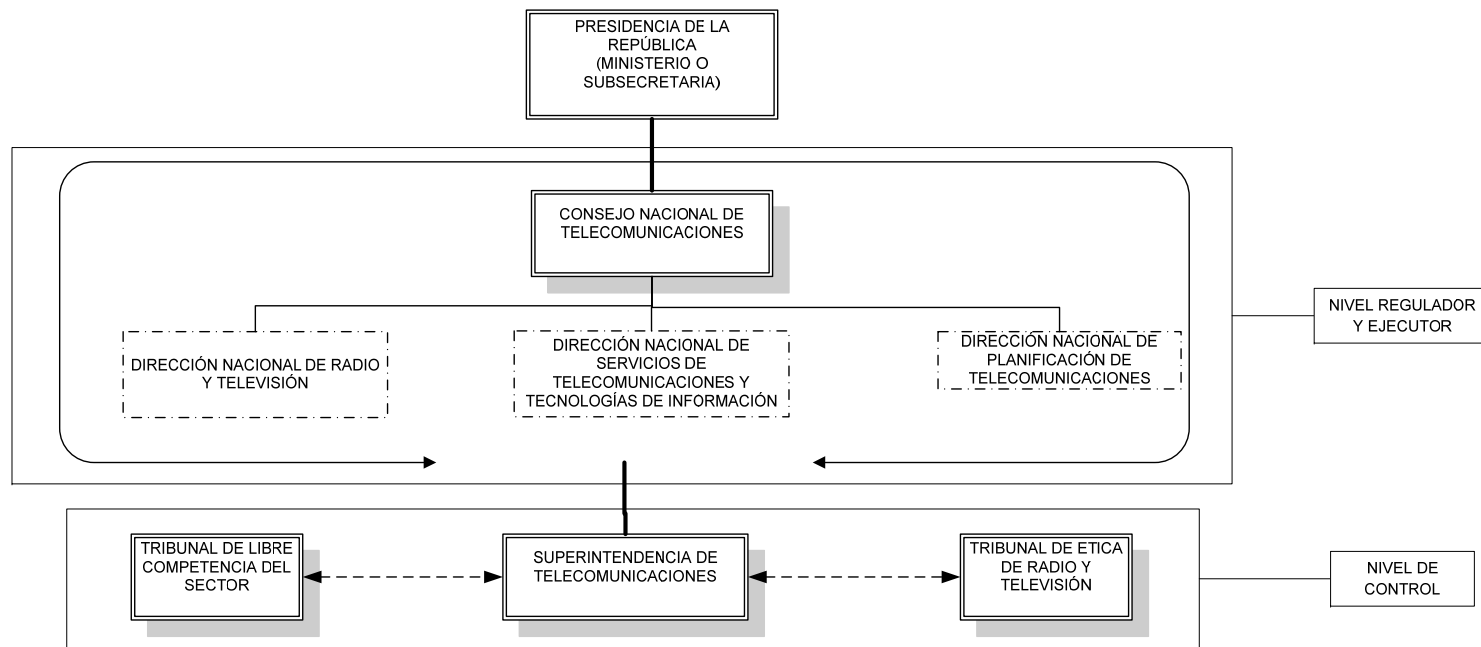 PRESIDENCIA DE LA
REPÚBLICA
(MINISTERIO O
SUBSECRETARIA)
CONSEJO NACIONAL DE
TELECOMUNICACIONES
NIVEL REGULADOR
Y EJECUTOR
DIRECCIÓN NACIONAL DE RADIO
Y TELEVISIÓN
DIRECCIÓN NACIONAL DE
SERVICIOS DE
TELECOMUNICACIONES Y
TECNOLOGÍAS DE INFORMACIÓN
DIRECCIÓN NACIONAL DE
PLANIFICACIÓN DE
TELECOMUNICACIONES
TRIBUNAL DE LIBRE
COMPETENCIA DEL
SECTOR
SUPERINTENDENCIA DE
TELECOMUNICACIONES
TRIBUNAL DE ETICA
DE RADIO Y
TELEVISIÓN
NIVEL DE
CONTROL